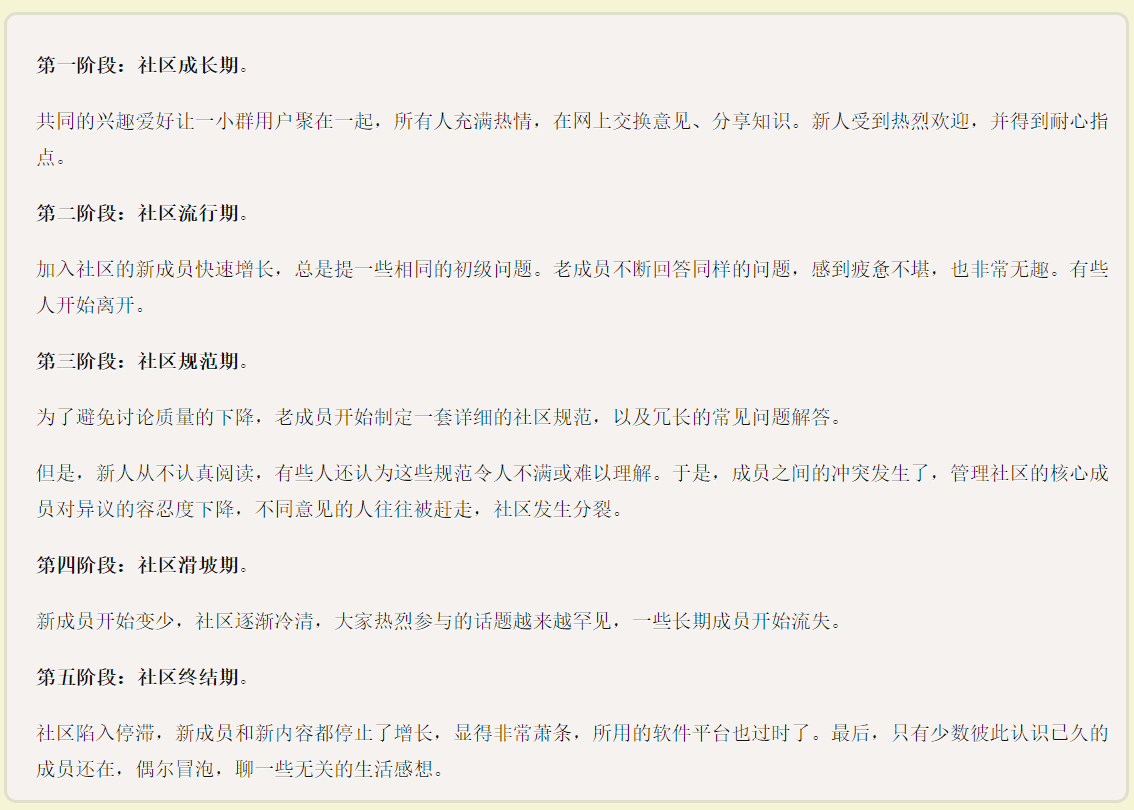 第一阶段：社区成长期。
共同的兴趣爱好让一小群用户聚在一起，所有人充满热情，在网上交换意见、分享知识。新人受到热烈欢迎，并得到耐心指
点。
第二阶段：社区流行期。
加入社区的新成员快速增长，总是提一些相同的初级问题。老成员不断回答同样的问题，感到疲惫不堪，也非常无趣。有些
人开始离开。
第三阶段：社区规范期。
为了避免讨论质量的下降，老成员开始制定一套详细的社区规范，以及冗长的常见问题解答。
但是，新人从不认真阅读，有些人还认为这些规范令人不满或难以理解。于是，成员之间的冲突发生了，管理社区的核心成
员对异议的容忍度下降，不同意见的人往往被赶走，社区发生分裂。
第四阶段：社区滑坡期。
新成员开始变少，社区逐渐冷清，大家热烈参与的话题越来越罕见，一些长期成员开始流失。
第五阶段：社区终结期。
社区陷入停滞，新成员和新内容都停止了增长，显得非常萧条，所用的软件平台也过时了。最后，只有少数彼此认识已久的
成员还在，偶尔冒泡，聊一些无关的生活感想。